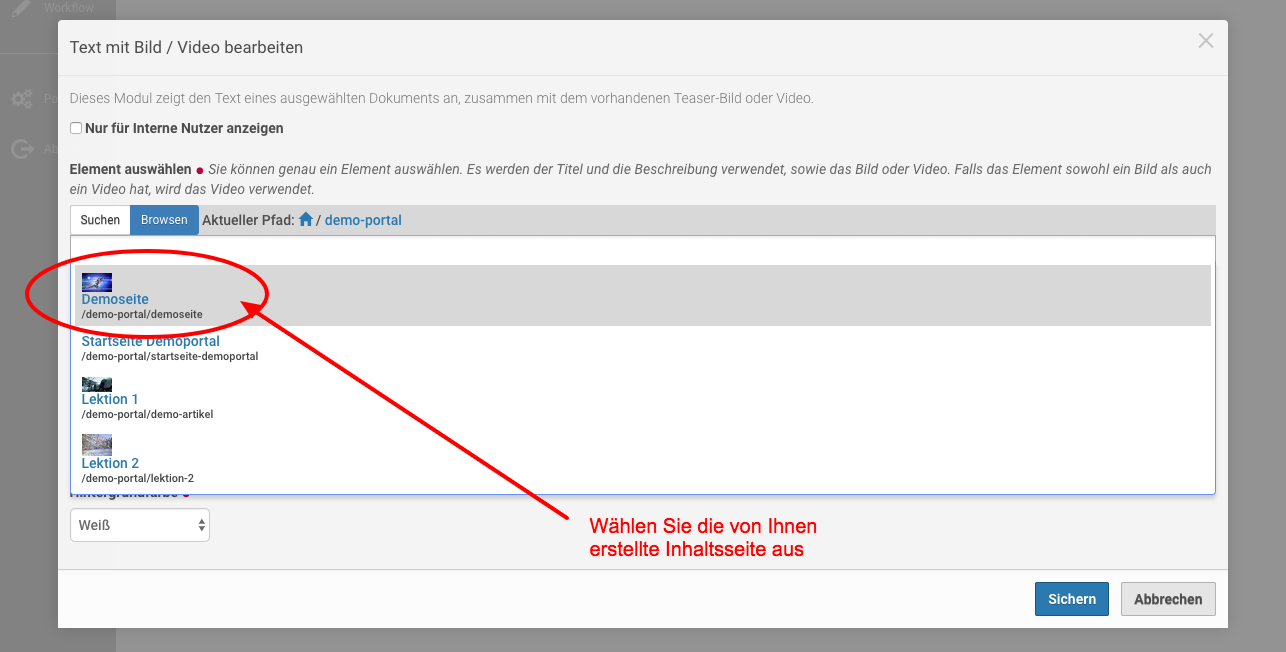 Workflow
Text mit Bild / Video bearbeiten
Dieses Modul zeigt den Text eines ausgewählten Dokuments an, zusammen mit dem vorhandenen Teaser-Bild oder Video.
Nur für Interne Nutzer anzeigen
Element auswählen • Sie können genau ein Element auswählen. Es werden der Titel und die Beschreibung verwendet, sowie das Bild oder Video. Falls das Element sowohl ein Bild als auch
ein Video hat, wird das Video verwendet.
Suchen Browsen Aktueller Pfad: / demo-portal
Demoseite
/demo-portal/demoseite
Startseite Demoportal
/demo-portal/startseite-demoportal
Lektion 1
/demo-portal/demo-artikel
Lektion 2
/demo-portal/lektion-2
Hintergrundfarbe •
Weiß
Wählen Sie die von Ihnen
erstellte Inhaltsseite aus
Sichern Abbrechen